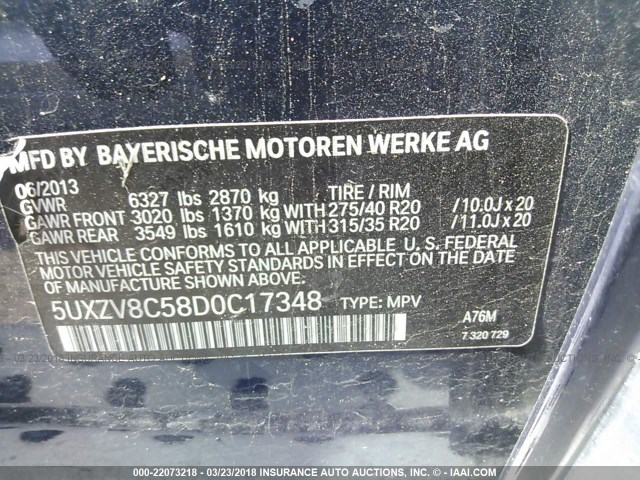 MFD BY BAYERISCHE MOTOREN WERKE AG
06/2013
GVWR 6327 lbs 2870 kg TIRE / RIM
GAWR FRONT 3020 lbs 1370 kg WITH 275/40 R20 /10.0J x 20
GAWR REAR 3549 lbs 1610 kg WITH 315/35 R20 /11.0J x 20
THIS VEHICLE CONFORMS TO ALL APPLICABLE U. S. FEDERAL
MOTOR VEHICLE SAFETY STANDARDS IN EFFECT ON THE DATE
OF MANUFACTURE SHOWN ABOVE.
5UXZV8C58D0C17348 TYPE: MPV
A76M
7 320 729
000-22073218 - 03/23/2018 INSURANCE AUTO AUCTIONS, INC. - © - IAAI.COM